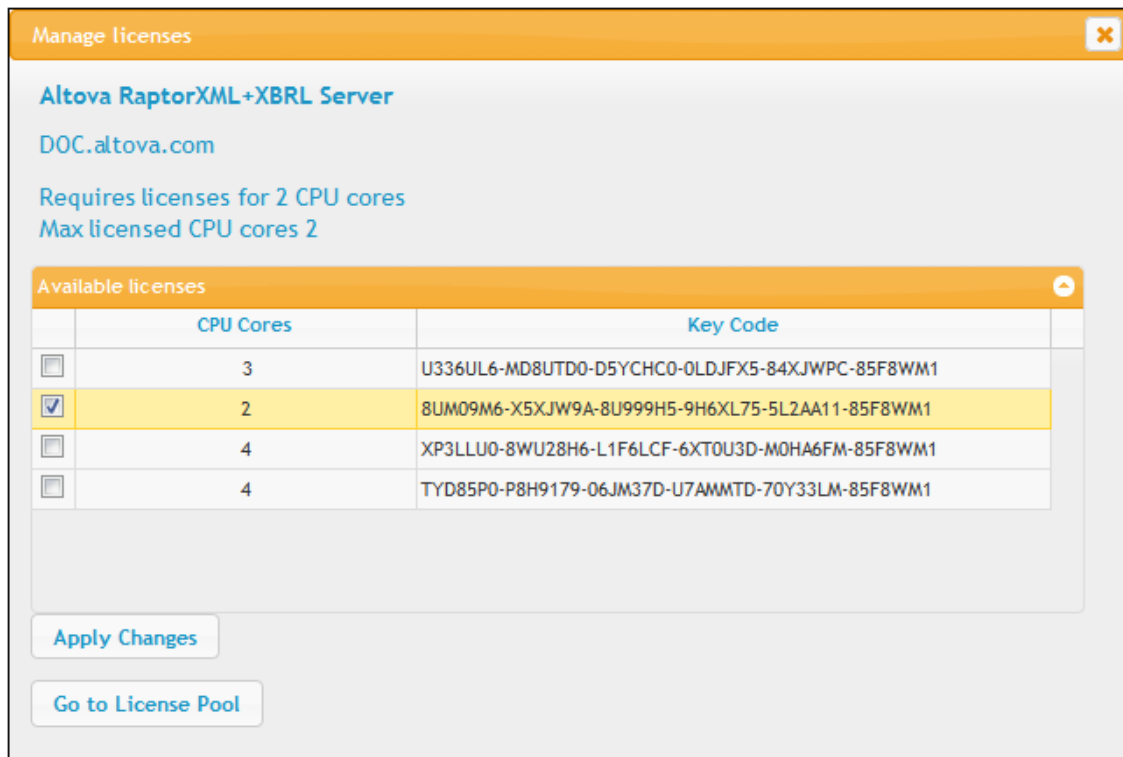 Manage licenses
Altova RaptorXML+XBRL Server
DOC.altova.com
Requires licenses for 2 CPU cores
Max licensed CPU cores 2
Available licenses
CPU Cores Key Code
3 U336UL6-MD8UTD0-D5YCHC0-0LDJFX5-84XJWPC-85F8WM1
2 8UM09M6-X5XJW9A-8U999H5-9H6XL75-5L2AA11-85F8WM1
4 XP3LLU0-8WU28H6-L1F6LCF-6XT0U3D-M0HA6FM-85F8WM1
4 TYD85P0-P8H9179-06JM37D-U7AMMTD-70Y33LM-85F8WM1
Apply Changes
Go to License Pool